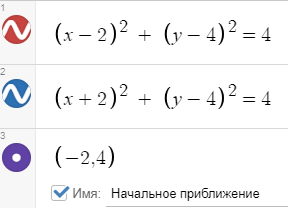 1
(x − 2)² + (y − 4)² = 4
2
(x + 2)² + (y − 4)² = 4
3
(−2,4)
Имя: Начальное приближение